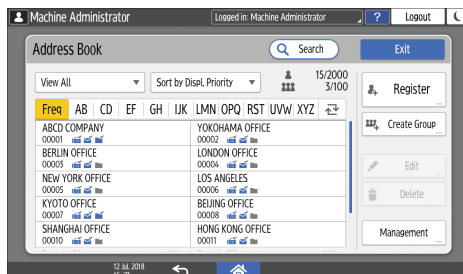 Machine Administrator
Logged in: Machine Administrator
?
Logout
Address Book
Search
Exit
View All
Sort by Displ. Priority
15/2000
3/100
Register
Freq AB CD EF GH IJK LMN OPQ RST UVW XYZ
Create Group
ABCD COMPANY
00001
YOKOHAMA OFFICE
00002
BERLIN OFFICE
00003
LONDON OFFICE
00004
Edit
NEW YORK OFFICE
00005
LOS ANGELES
00006
Delete
KYOTO OFFICE
00007
BEIJING OFFICE
00008
SHANGHAI OFFICE
00010
HONG KONG OFFICE
00011
Management
12 Jul. 2018